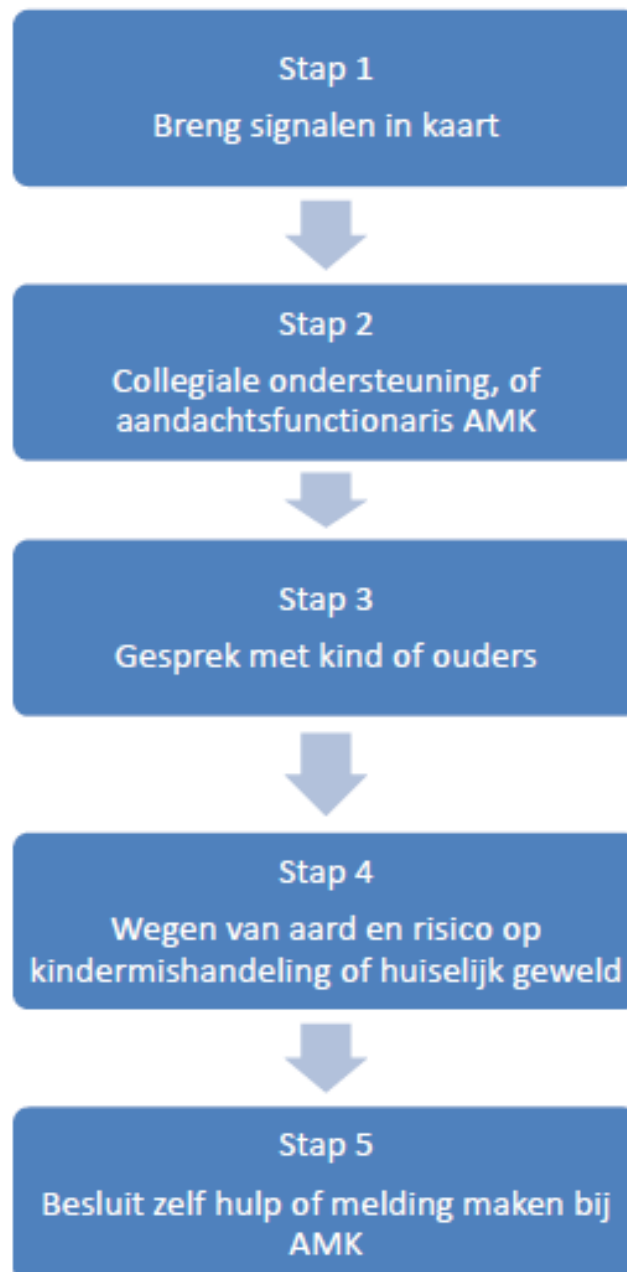 Stap 1
Breng signalen in kaart
Stap 2
Collegiale ondersteuning, of
aandachtsfunctionaris AMK
Stap 3
Gesprek met kind of ouders
Stap 4
Wegen van aard en risico op
kindermishandeling of huiselijk geweld
Stap 5
Besluit zelf hulp of melding maken bij
AMK